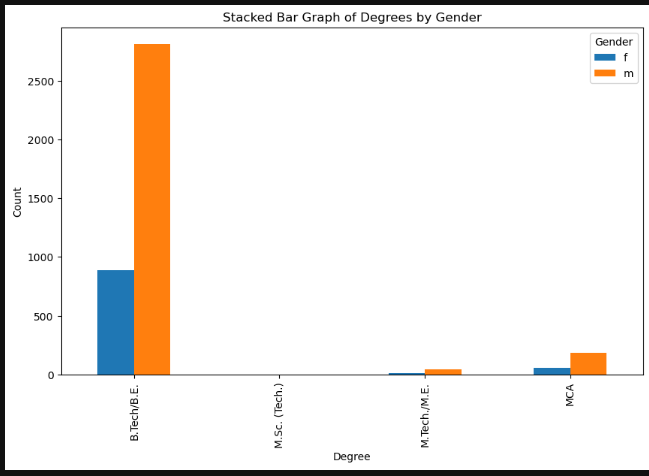 Stacked Bar Graph of Degrees by Gender
Gender
f
m
2500
2000
1500
1000
500
0
Count
B.Tech/B.E.
M.Sc. (Tech.)
M.Tech./M.E.
MCA
Degree